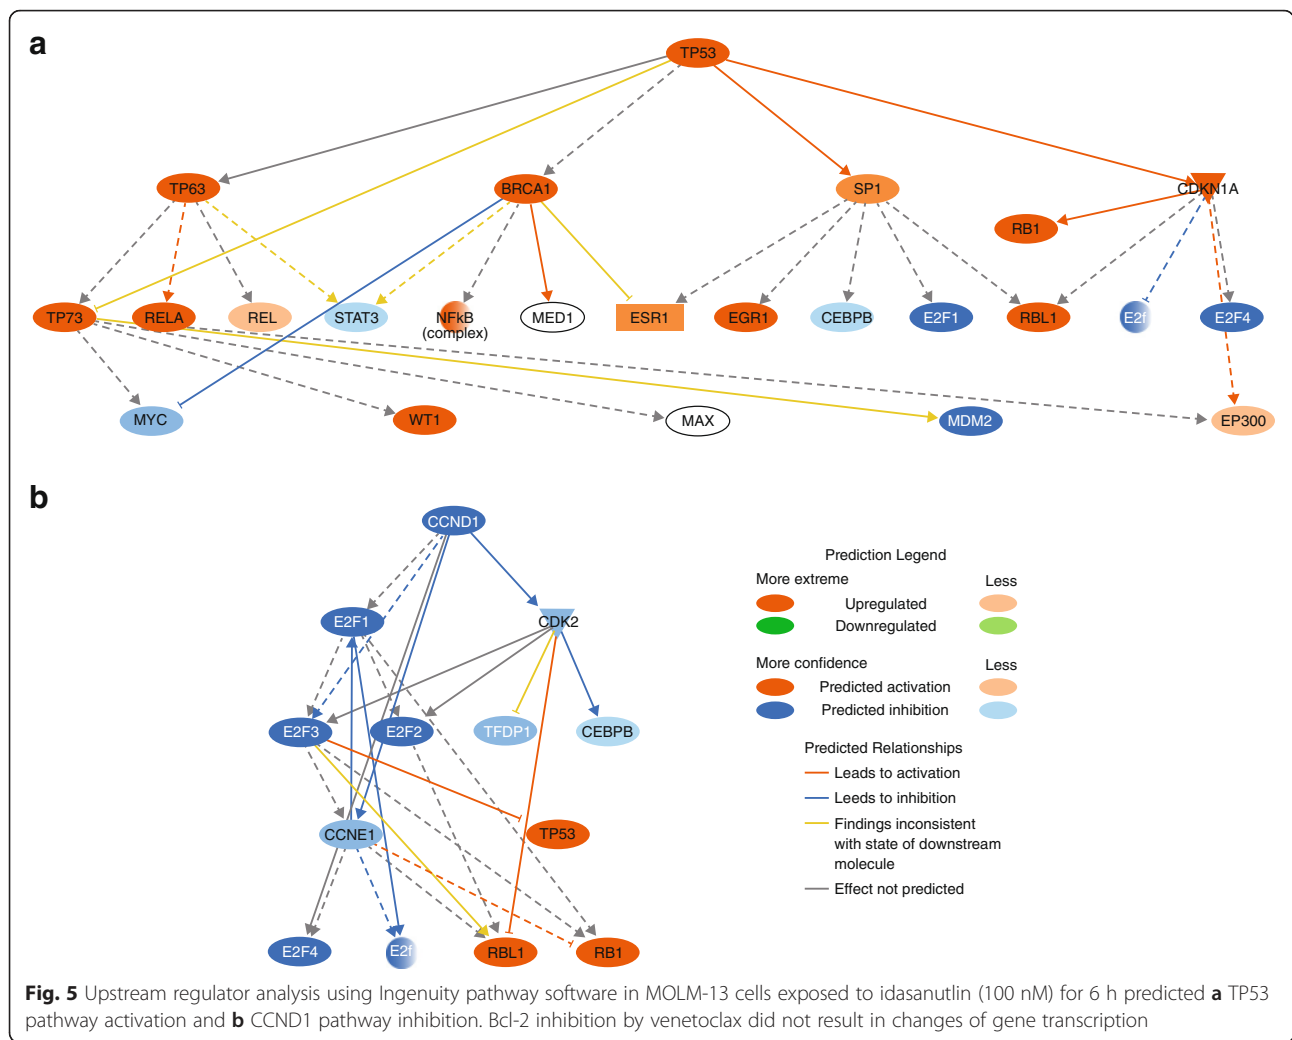 a
TP53
TP63
BRCA1
SP1
CDKN1A
RB1
TP73
RELA
REL
STAT3
NFkB
(complex)
MED1
ESR1
EGR1
CEBPB
E2F1
RBL1
E2f
E2F4
MYC
WT1
MAX
MDM2
EP300
b
CCND1
E2F1
CDK2
E2F3
E2F2
TFDP1
CEBPB
CCNE1
TP53
E2F4
E2f
RBL1
RB1
Prediction Legend
More extreme Less
Upregulated
Downregulated
More confidence Less
Predicted activation
Predicted inhibition
Predicted Relationships
Leads to activation
Leeds to inhibition
Findings inconsistent
with state of downstream
molecule
Effect not predicted
Fig. 5 Upstream regulator analysis using Ingenuity pathway software in MOLM-13 cells exposed to idasanutlin (100 nM) for 6 h predicted a TP53
pathway activation and b CCND1 pathway inhibition. Bcl-2 inhibition by venetoclax did not result in changes of gene transcription